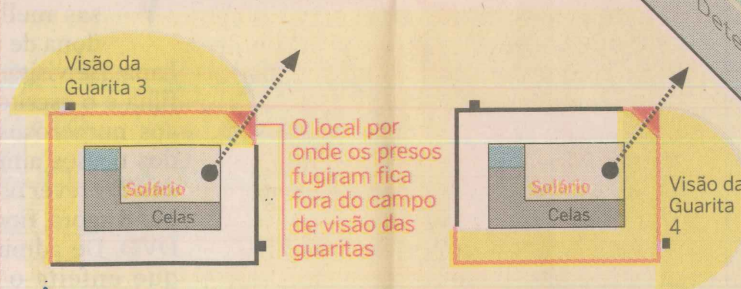 Visão da
Guarita 3
Solário
Celas
O local por
onde os presos
fugiram fica
fora do campo
de visão das
guaritas
Solário
Celas
Visão da
Guarita
4
Dete